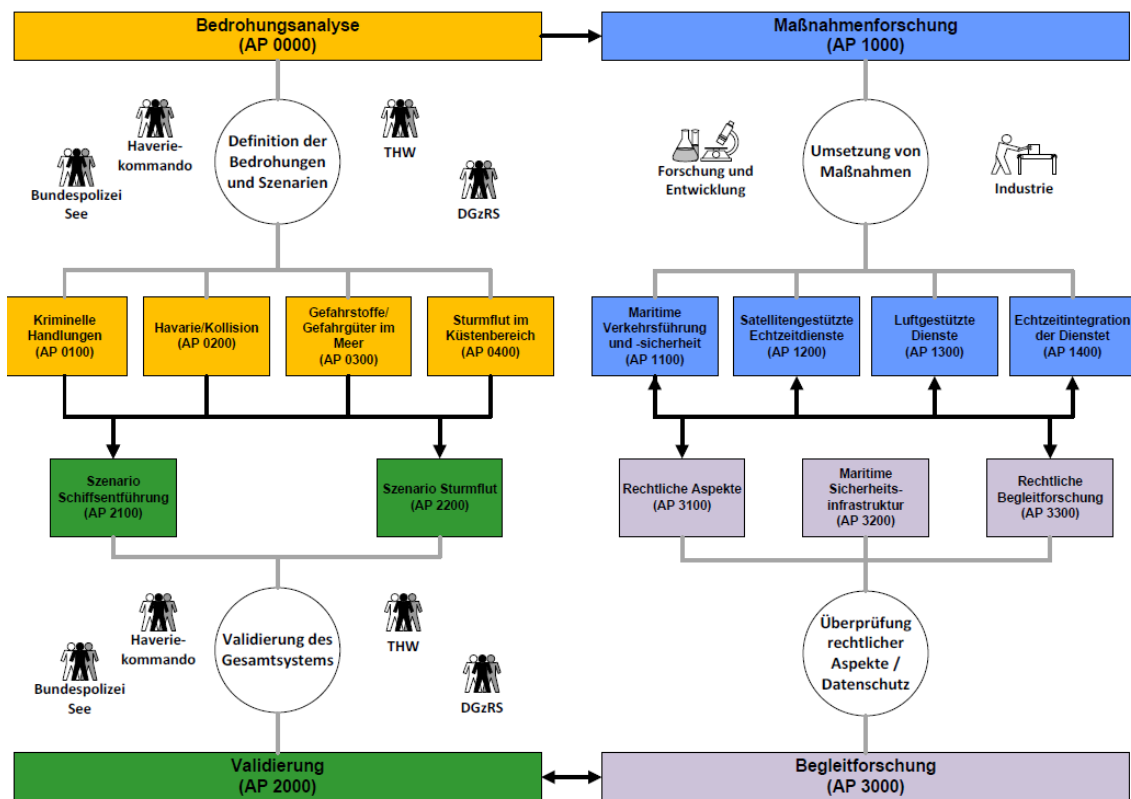 Bedrohungsanalyse
(AP 0000)
Maßnahmenforschung
(AP 1000)
Haverie-
kommando
Bundespolizei
See
Definition der
Bedrohungen
und Szenarien
THW
DGzRS
Forschung und
Entwicklung
Umsetzung von
Maßnahmen
Industrie
Kriminelle
Handlungen
(AP 0100)
Havarie/Kollision
(AP 0200)
Gefahrstoffe/
Gefahrgüter im
Meer
(AP 0300)
Sturmflut im
Küstenbereich
(AP 0400)
Maritime
Verkehrsführung
und -sicherheit
(AP 1100)
Satellitengestützte
Echtzeitdienste
(AP 1200)
Luftgestützte
Dienste
(AP 1300)
Echtzeitintegration
der Dienstet
(AP 1400)
Szenario
Schiffsentführung
(AP 2100)
Szenario Sturmflut
(AP 2200)
Rechtliche Aspekte
(AP 3100)
Maritime
Sicherheits-
infrastruktur
(AP 3200)
Rechtliche
Begleitforschung
(AP 3300)
Haverie-
kommando
Bundespolizei
See
Validierung des
Gesamtsystems
THW
DGzRS
Überprüfung
rechtlicher
Aspekte /
Datenschutz
Validierung
(AP 2000)
Begleitforschung
(AP 3000)